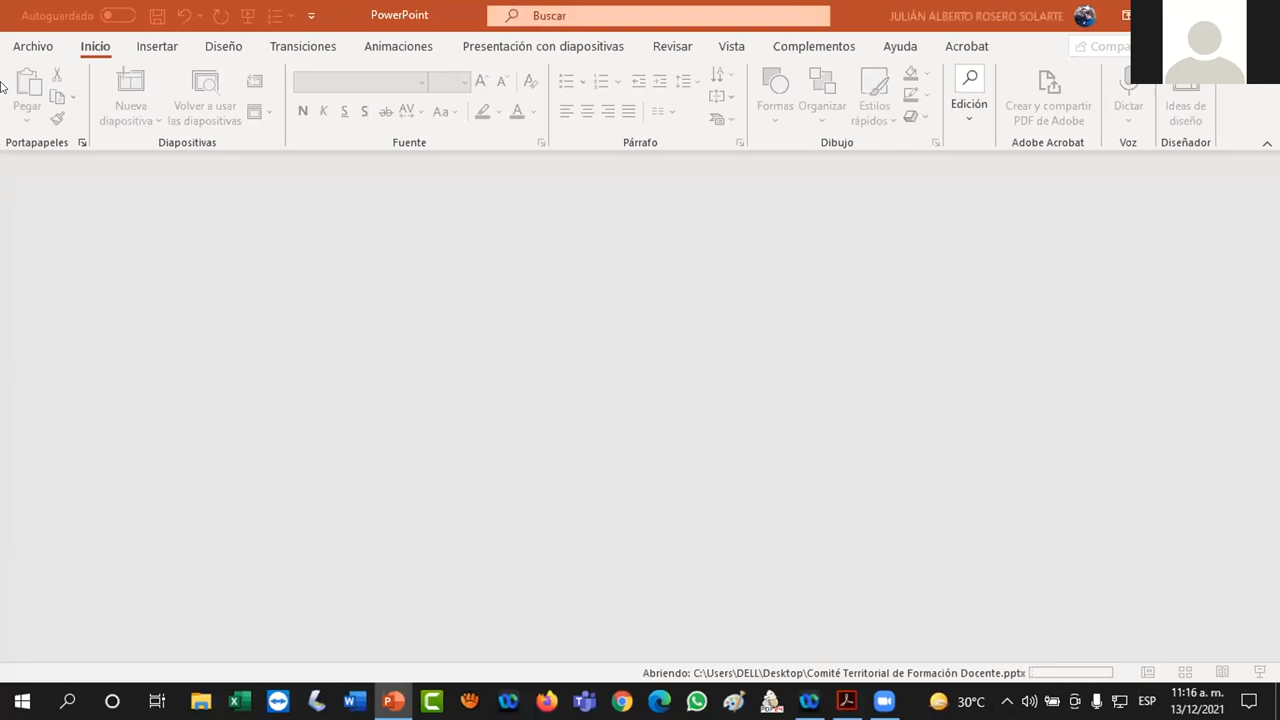 Autoguardado
PowerPoint
Buscar
JULIÁN ALBERTO ROSERO SOLARTE
Archivo Inicio Insertar Diseño Transiciones Animaciones Presentación con diapositivas Revisar Vista Complementos Ayuda Acrobat
Pegar
Nueva diapositiva
Volver a usar las diapositivas
N K S S ab AV Aa A
Formas Organizar Estilos rápidos
Edición
Crear y compartir PDF de Adobe
Dictar
Ideas de diseño
Portapapeles Diapositivas Fuente Párrafo Dibujo Adobe Acrobat Voz Diseñador
Abriendo: C:\Users\DELL\Desktop\Comité Territorial de Formación Docente.pptx
30°C ESP
11:16 a. m.
13/12/2021